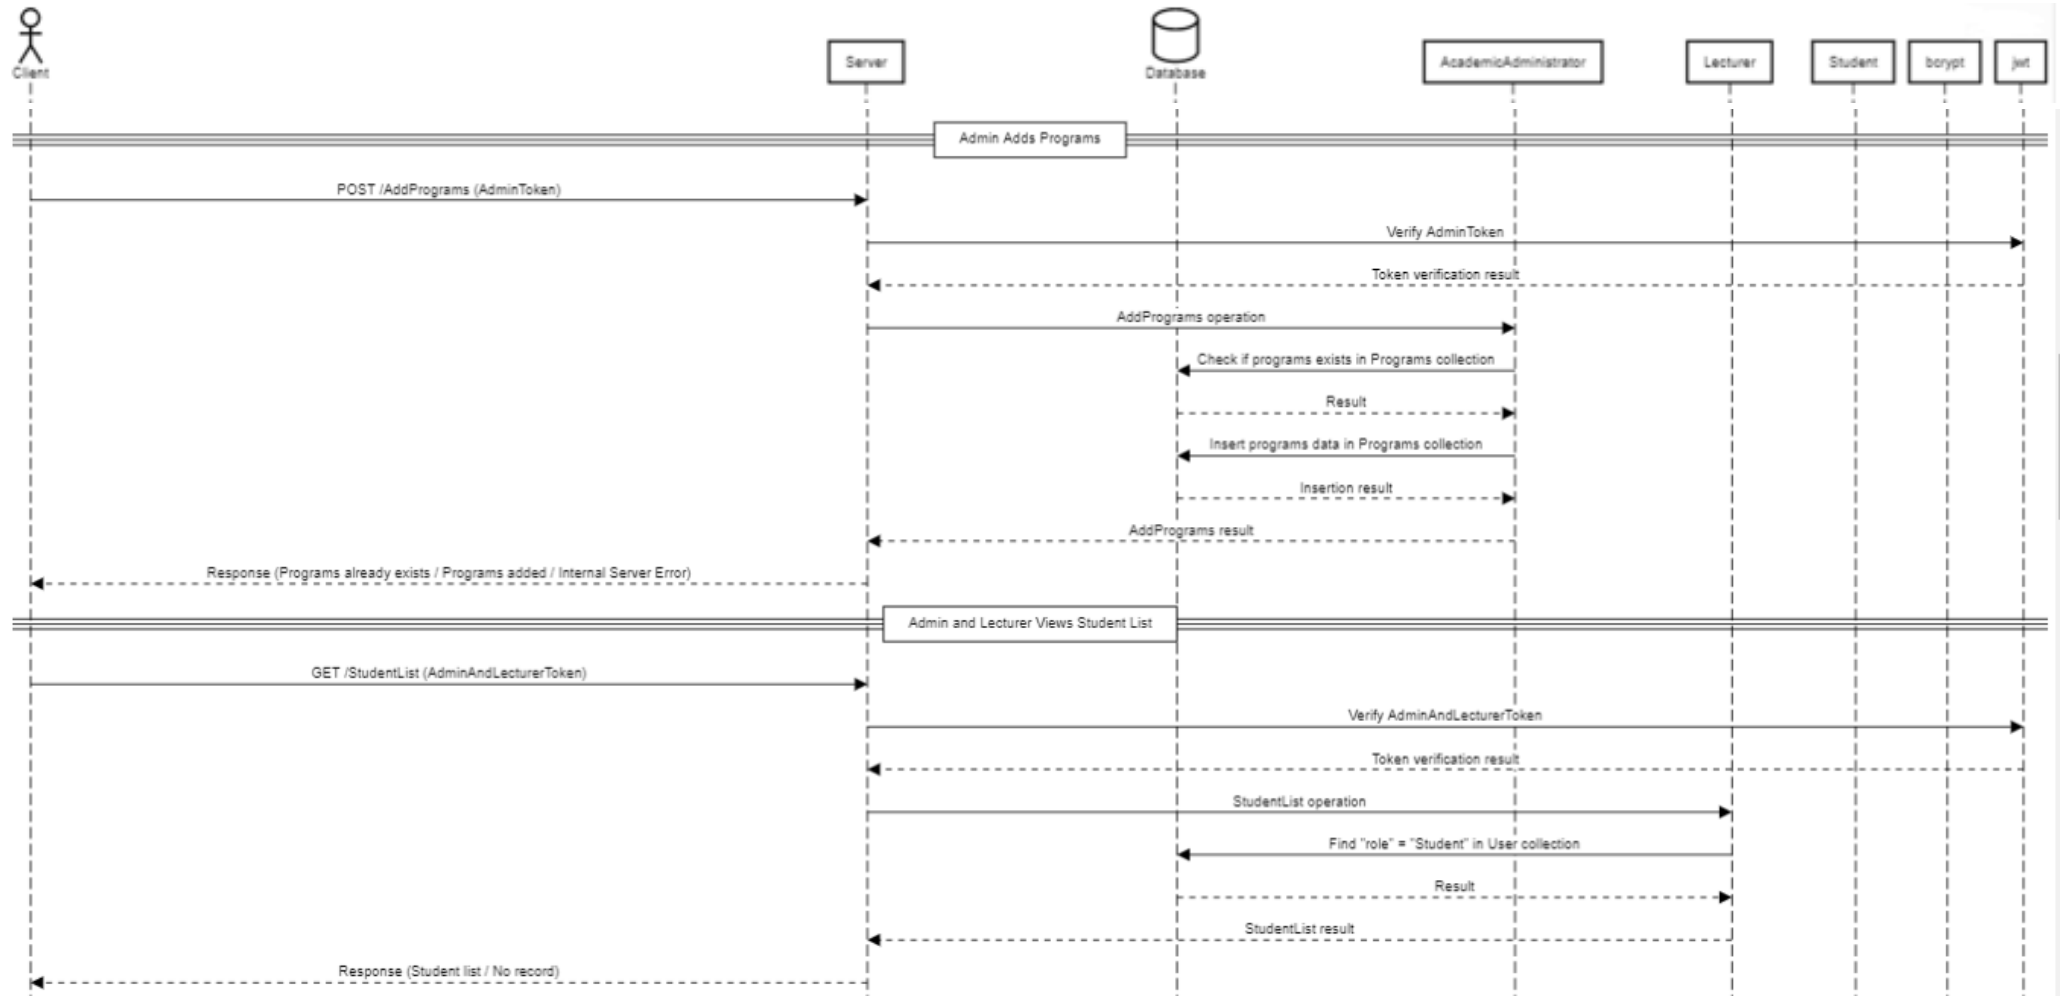 Client
Server
Database
AcademicAdministrator
Lecturer
Student
bcrypt
jwt
Admin Adds Programs
POST /AddPrograms (AdminToken)
Verify AdminToken
Token verification result
AddPrograms operation
Check if programs exists in Programs collection
Result
Insert programs data in Programs collection
Insertion result
AddPrograms result
Response (Programs already exists / Programs added / Internal Server Error)
Admin and Lecturer Views Student List
GET /StudentList (AdminAndLecturerToken)
Verify AdminAndLecturerToken
Token verification result
StudentList operation
Find "role" = "Student" in User collection
Result
StudentList result
Response (Student list / No record)